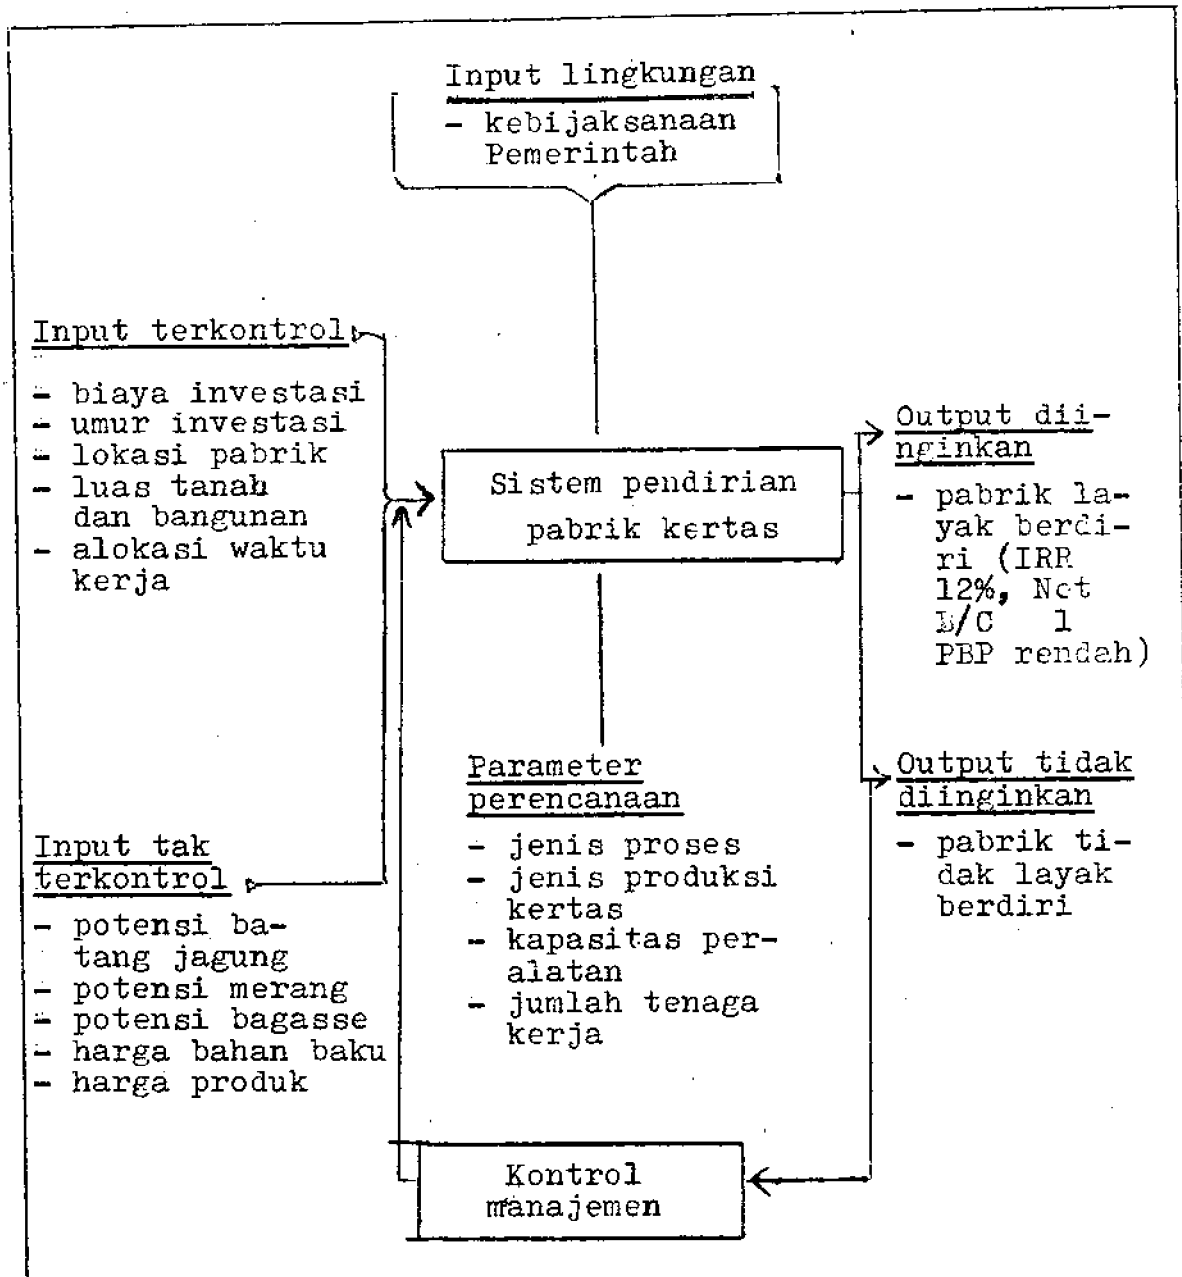 Input lingkungan
- kebijaksanaan
Pemerintah
Input terkontrol
- biaya investasi
- umur investasi
- lokasi pabrik
- luas tanah
dan bangunan
- alokasi waktu
kerja
Input tak
terkontrol
- potensi ba-
tang jagung
- potensi merang
- potensi bagasse
- harga bahan baku
- harga produk
Sistem pendirian
pabrik kertas
Parameter
perencanaan
- jenis proses
- jenis produksi
kertas
- kapasitas per-
alatan
- jumlah tenaga
kerja
Output dii-
nginkan
- pabrik la-
yak berdi-
ri (IRR
12%, Net
B/C 1
PBP rendah)
Output tidak
diinginkan
- pabrik ti-
dak layak
berdiri
Kontrol
manajemen